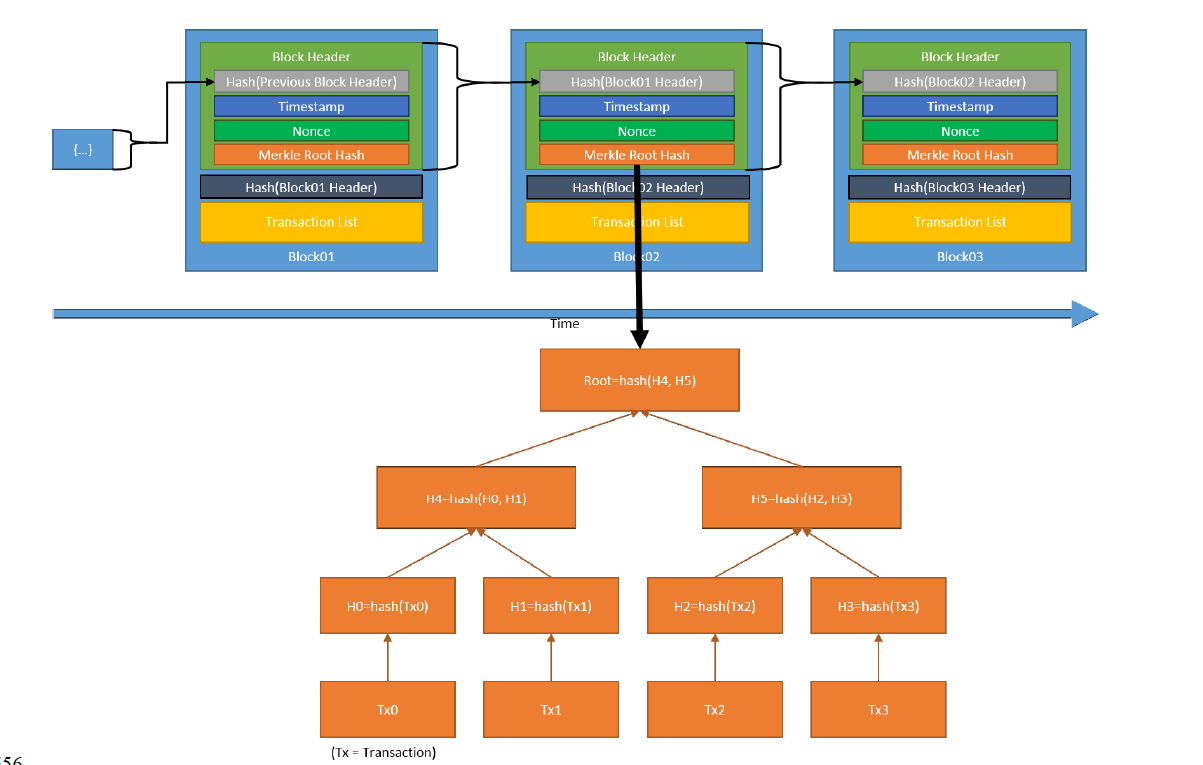 Block Header
Hash(Previous Block Header)
Timestamp
Nonce
Merkle Root Hash
Hash(Block01 Header)
Transaction List
Block01
Block Header
Hash(Block01 Header)
Timestamp
Nonce
Merkle Root Hash
Hash(Block02 Header)
Transaction List
Block02
Block Header
Hash(Block02 Header)
Timestamp
Nonce
Merkle Root Hash
Hash(Block03 Header)
Transaction List
Block03
{...}
Time
Root=hash(H4, H5)
H4=hash(H0, H1)
H5=hash(H2, H3)
H0=hash(Tx0)
H1=hash(Tx1)
H2=hash(Tx2)
H3=hash(Tx3)
Tx0
Tx1
Tx2
Tx3
(Tx = Transaction)